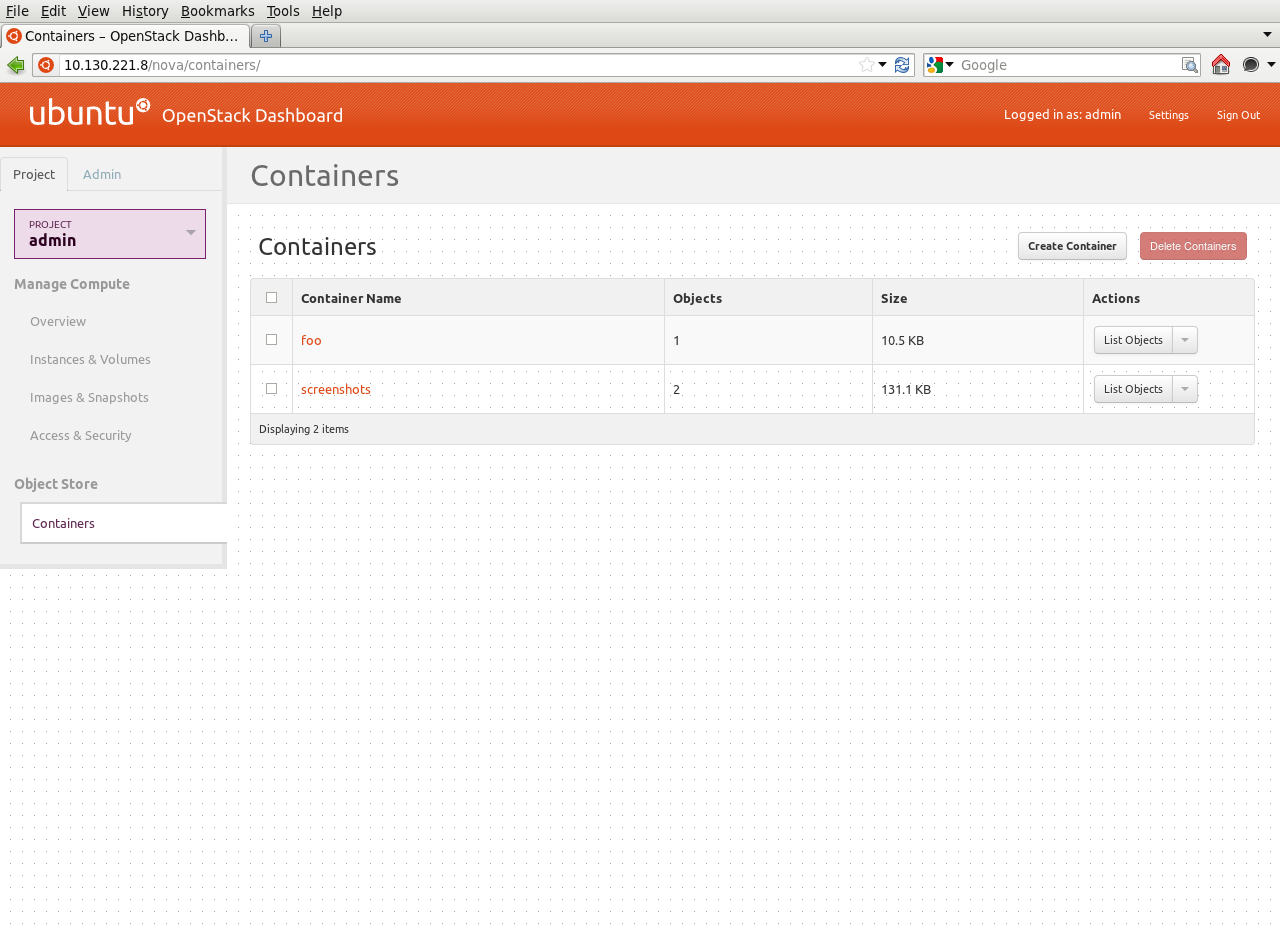 File Edit View History Bookmarks Tools Help
Containers – OpenStack Dashb...
10.130.221.8/nova/containers/
Google
ubuntu OpenStack Dashboard
Logged in as: admin Settings Sign Out
Project Admin
Containers
PROJECT
admin
Manage Compute
Overview
Instances & Volumes
Images & Snapshots
Access & Security
Object Store
Containers
Containers
Create Container Delete Containers
Container Name Objects Size Actions
foo 1 10.5 KB List Objects
screenshots 2 131.1 KB List Objects
Displaying 2 items